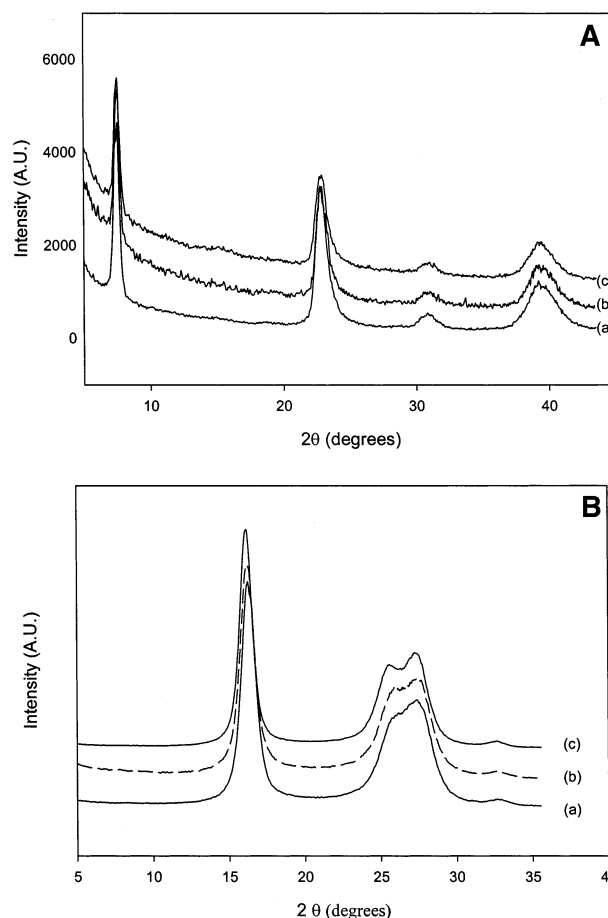 A
6000
4000
2000
0
Intensity (A.U.)
(c
(b
(a
10 20 30 40
2θ (degrees)
B
Intensity (A.U.)
(c)
(b)
(a)
5 10 15 20 25 30 35 4
2 θ (degrees)